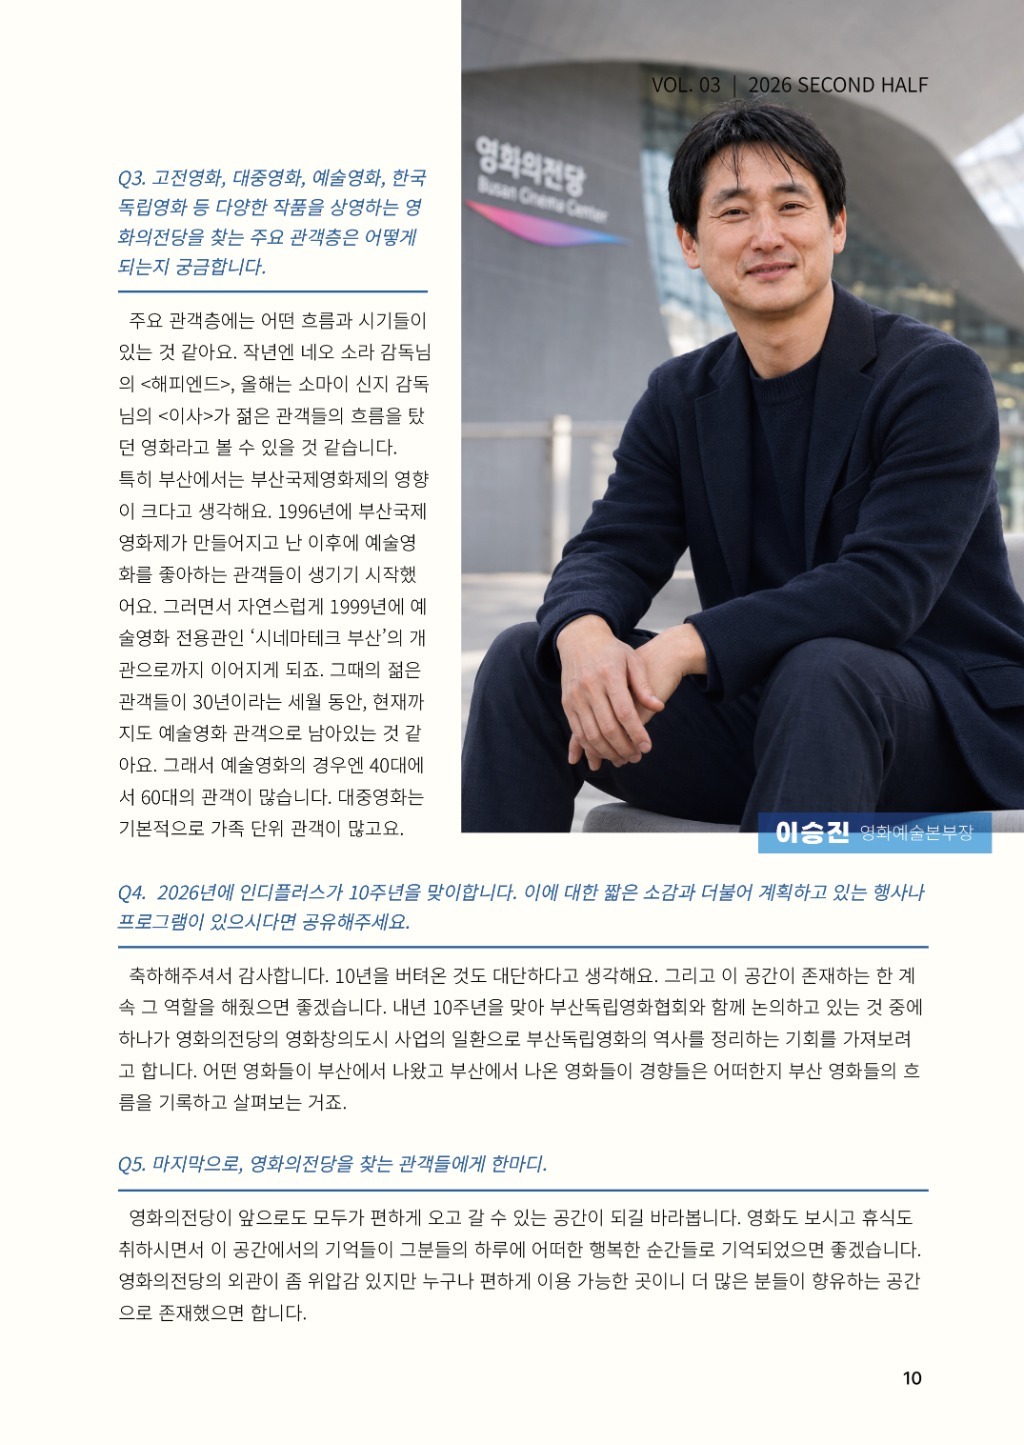 VOL. 03 | 2026 SECOND HALF
영화의전당
Busan Cinema Center
Q3. 고전영화, 대중영화, 예술영화, 한국
독립영화 등 다양한 작품을 상영하는 영
화의전당을 찾는 주요 관객층은 어떻게
되는지 궁금합니다.
주요 관객층에는 어떤 흐름과 시기들이
있는 것 같아요. 작년엔 네오 소라 감독님
의 <해피엔드>, 올해는 소마이 신지 감독
님의 <이사>가 젊은 관객들의 흐름을 탔
던 영화라고 볼 수 있을 것 같습니다.
특히 부산에서는 부산국제영화제의 영향
이 크다고 생각해요. 1996년에 부산국제
영화제가 만들어지고 난 이후에 예술영
화를 좋아하는 관객들이 생기기 시작했
어요. 그러면서 자연스럽게 1999년에 예
술영화 전용관인 ‘시네마테크 부산’의 개
관으로까지 이어지게 되죠. 그때의 젊은
관객들이 30년이라는 세월 동안, 현재까
지도 예술영화 관객으로 남아있는 것 같
아요. 그래서 예술영화의 경우엔 40대에
서 60대의 관객이 많습니다. 대중영화는
기본적으로 가족 단위 관객이 많고요.
이승진 영화예술본부장
Q4. 2026년에 인디플러스가 10주년을 맞이합니다. 이에 대한 짧은 소감과 더불어 계획하고 있는 행사나
프로그램이 있으시다면 공유해주세요.
축하해주셔서 감사합니다. 10년을 버텨온 것도 대단하다고 생각해요. 그리고 이 공간이 존재하는 한 계
속 그 역할을 해줬으면 좋겠습니다. 내년 10주년을 맞아 부산독립영화협회와 함께 논의하고 있는 것 중에
하나가 영화의전당의 영화창의도시 사업의 일환으로 부산독립영화의 역사를 정리하는 기회를 가져보려
고 합니다. 어떤 영화들이 부산에서 나왔고 부산에서 나온 영화들이 경향들은 어떠한지 부산 영화들의 흐
름을 기록하고 살펴보는 거죠.
Q5. 마지막으로, 영화의전당을 찾는 관객들에게 한마디.
영화의전당이 앞으로도 모두가 편하게 오고 갈 수 있는 공간이 되길 바라봅니다. 영화도 보시고 휴식도
취하시면서 이 공간에서의 기억들이 그분들의 하루에 어떠한 행복한 순간들로 기억되었으면 좋겠습니다.
영화의전당의 외관이 좀 위압감 있지만 누구나 편하게 이용 가능한 곳이니 더 많은 분들이 향유하는 공간
으로 존재했으면 합니다.
10